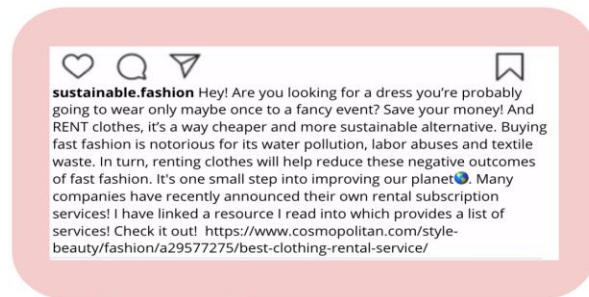 sustainable.fashion Hey! Are you looking for a dress you're probably
going to wear only maybe once to a fancy event? Save your money! And
RENT clothes, it's a way cheaper and more sustainable alternative. Buying
fast fashion is notorious for its water pollution, labor abuses and textile
waste. In turn, renting clothes will help reduce these negative outcomes
of fast fashion. It's one small step into improving our planet🌎. Many
companies have recently announced their own rental subscription
services! I have linked a resource I read into which provides a list of
services! Check it out!  https://www.cosmopolitan.com/style-
beauty/fashion/a29577275/best-clothing-rental-service/